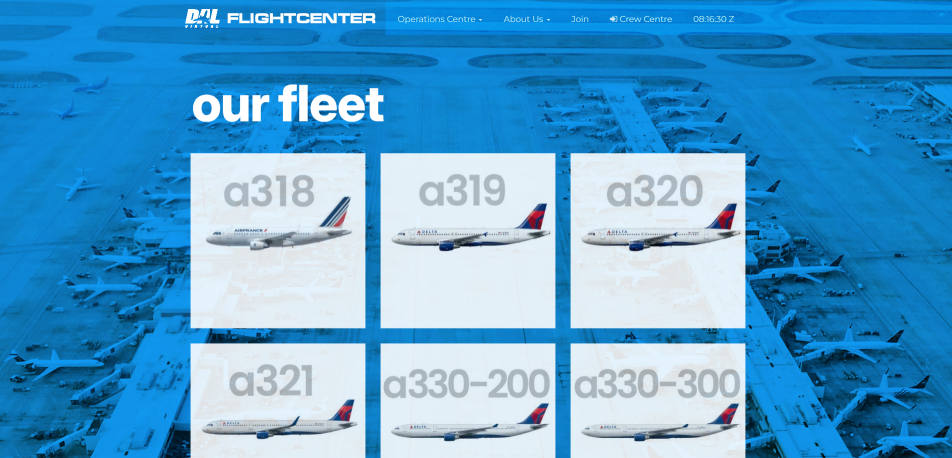 DAL VIRTUAL FLIGHTCENTER Operations Centre About Us Join Crew Centre 08:16:30 Z
our fleet
a318 a319 a320
AIRFRANCE DELTA DELTA
a321 a330-200 a330-300
DELTA DELTA DELTA